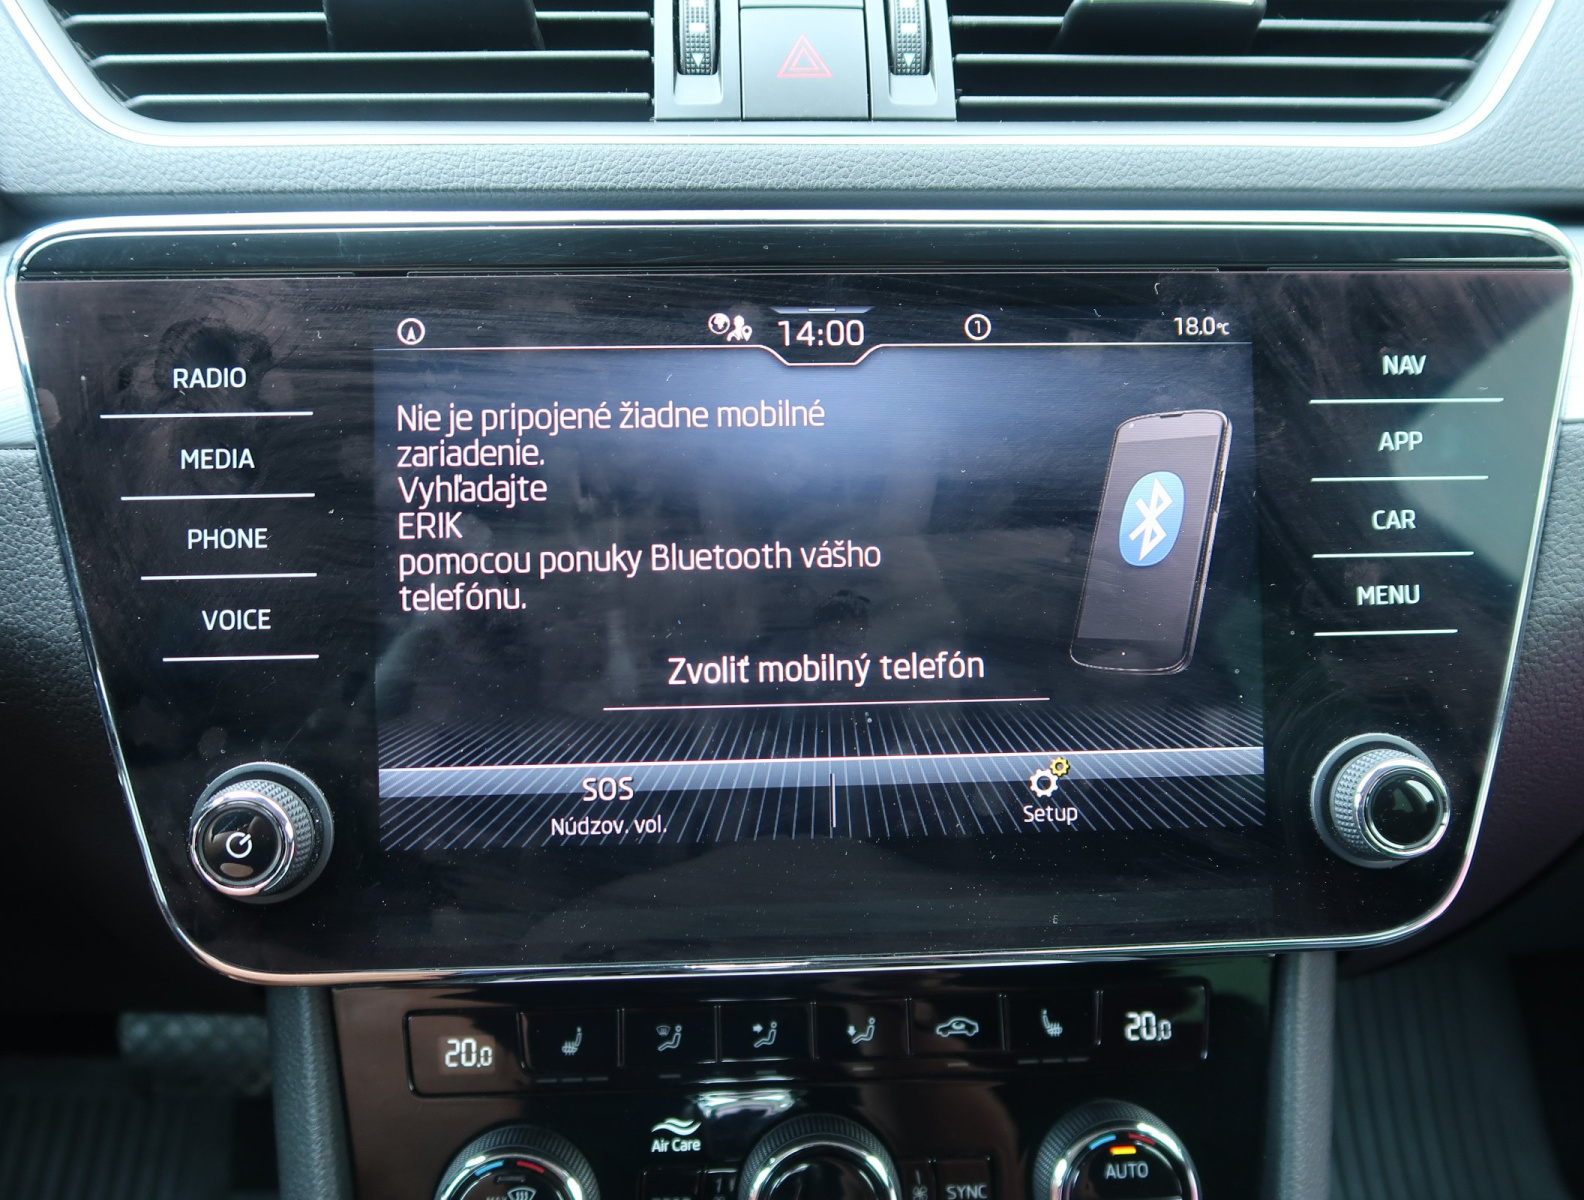 14:00
1
18.0°C
RADIO
MEDIA
PHONE
VOICE
NAV
APP
CAR
MENU
Nie je pripojené žiadne mobilné
zariadenie.
Vyhľadajte
ERIK
pomocou ponuky Bluetooth vášho
telefónu.
Zvoliť mobilný telefón
SOS
Núdzov. vol.
Setup
20.0
20.0
Air Care
AUTO
SYNC